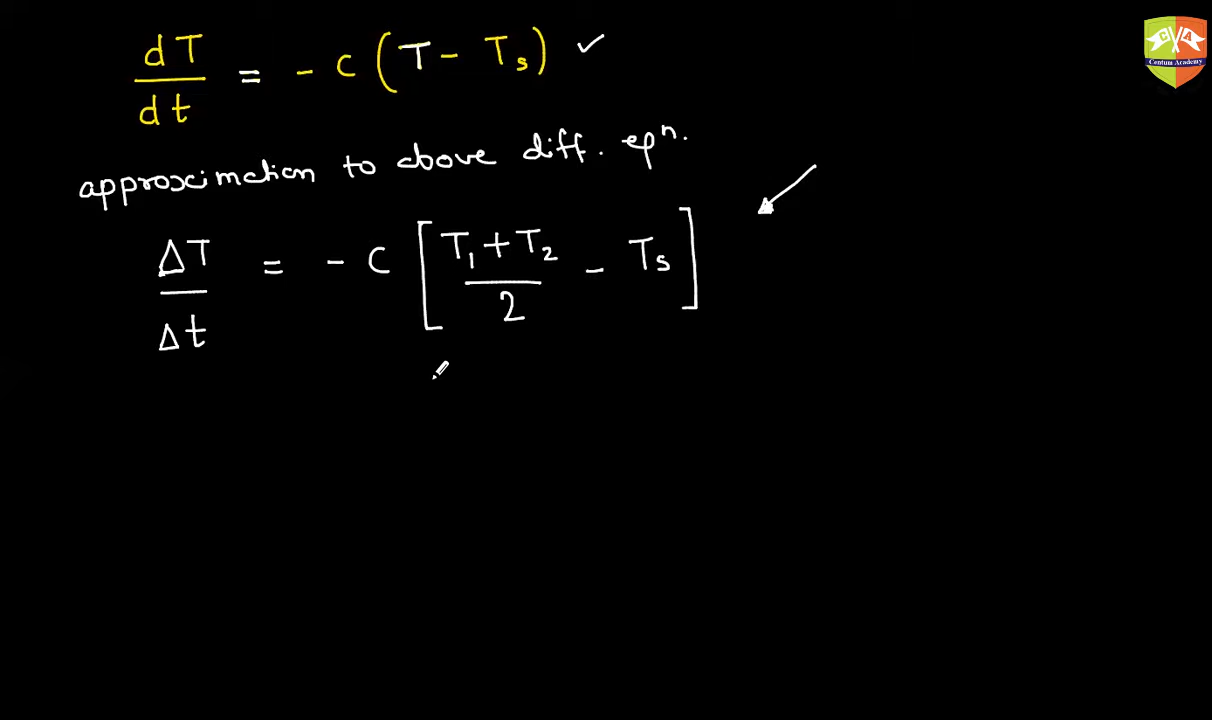 dT/dt = - c (T - Ts) ✓
approximation to above diff. eqⁿ.
ΔT/Δt = - C [(T₁ + T₂)/2 - Ts]
C A
Centum Academy